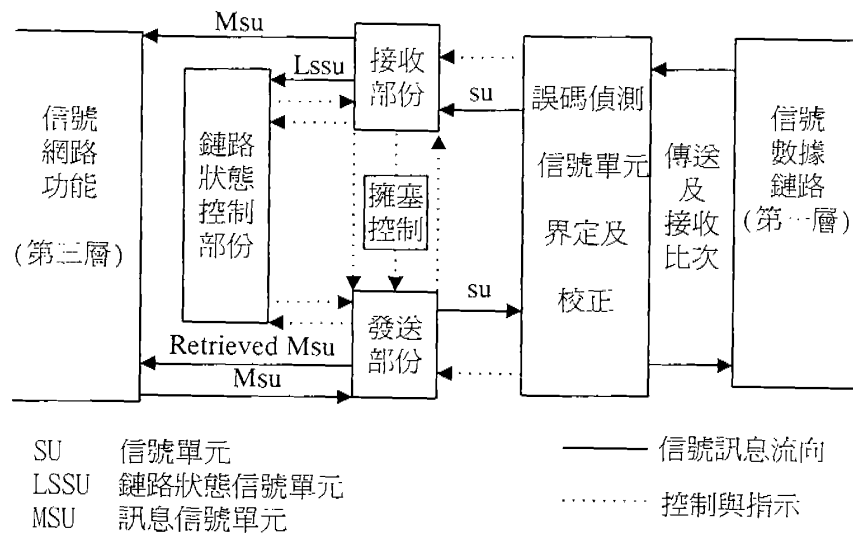 Msu
Lssu
接收
部份
su
信號
網路
功能
(第三層)
鏈路
狀態
控制
部份
擁塞
控制
誤碼偵測
信號單元
界定及
校正
傳送
及
接收
比次
信號
數據
鏈路
(第一層)
su
發送
部份
Retrieved Msu
Msu
SU 信號單元
LSSU 鏈路狀態信號單元
MSU 訊息信號單元
信號訊息流向
控制與指示